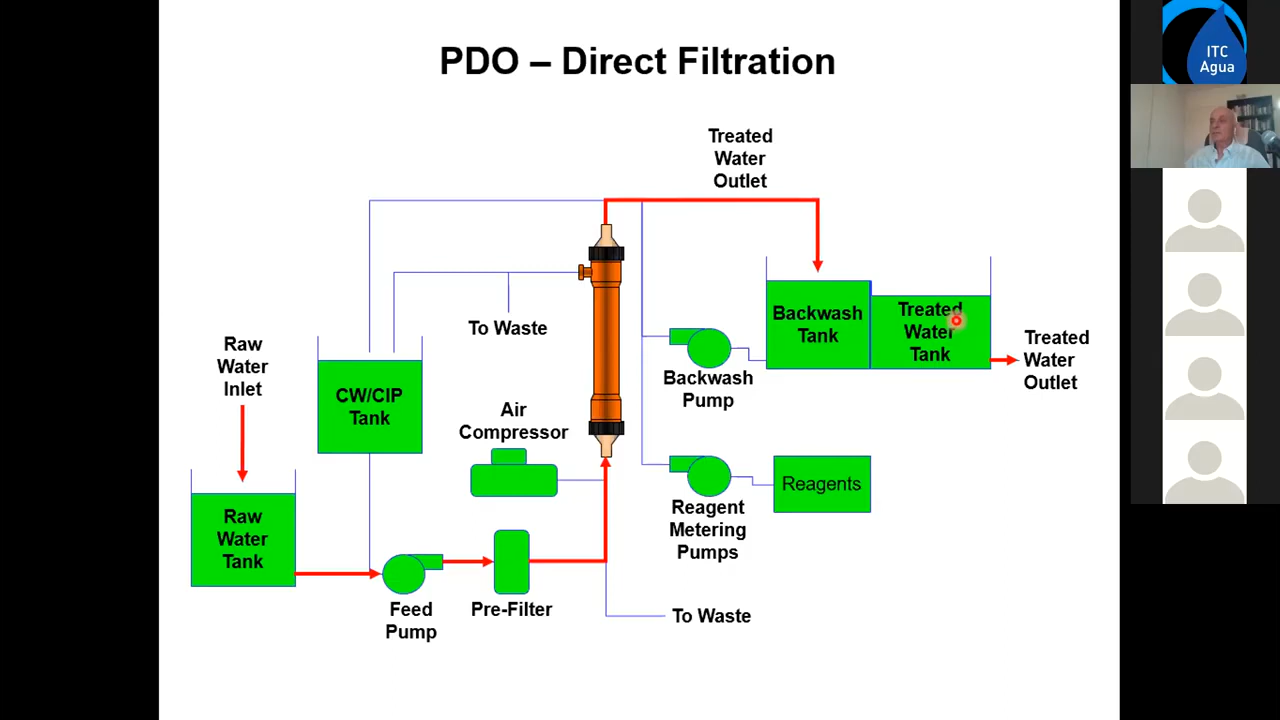 PDO – Direct Filtration
ITC
Agua
Treated
Water
Outlet
To Waste
Raw
Water
Inlet
CW/CIP
Tank
Air
Compressor
Backwash
Pump
Backwash
Tank
Treated
Water
Tank
Treated
Water
Outlet
Raw
Water
Tank
Feed
Pump
Pre-Filter
Reagent
Metering
Pumps
Reagents
To Waste